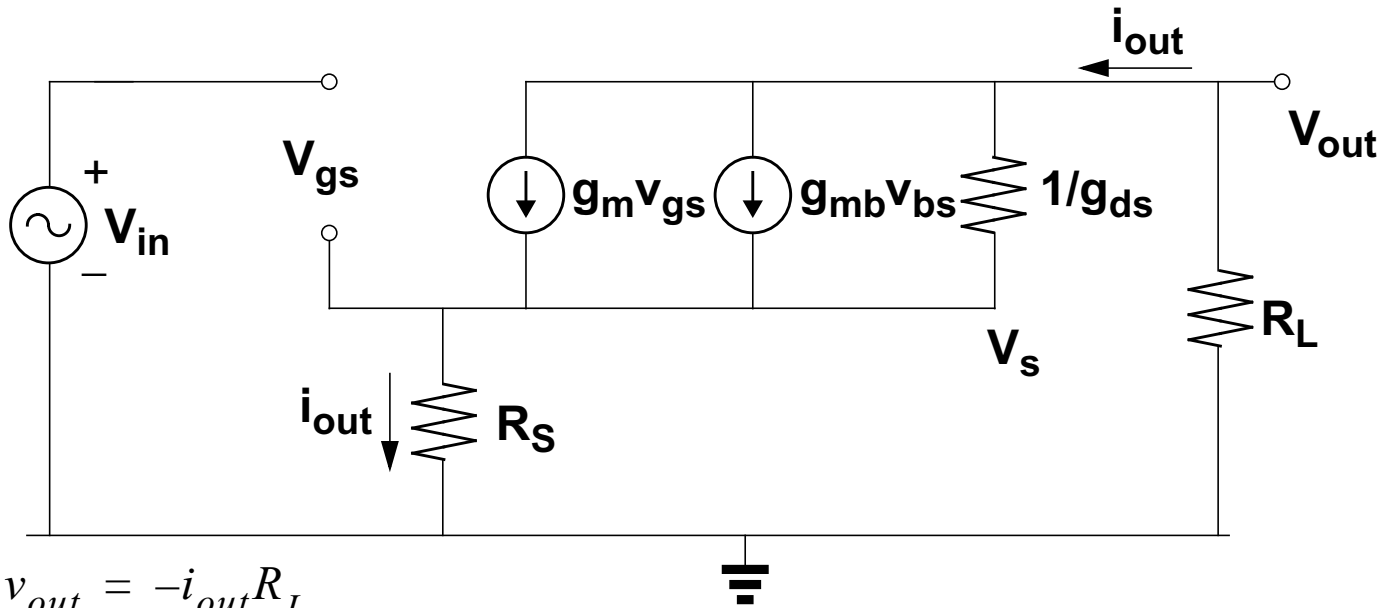 i_out
V_gs
V_out
+
V_in
−
g_m v_gs
g_mb v_bs
1/g_ds
R_L
V_s
i_out
R_S
v_out = −i_out R_L